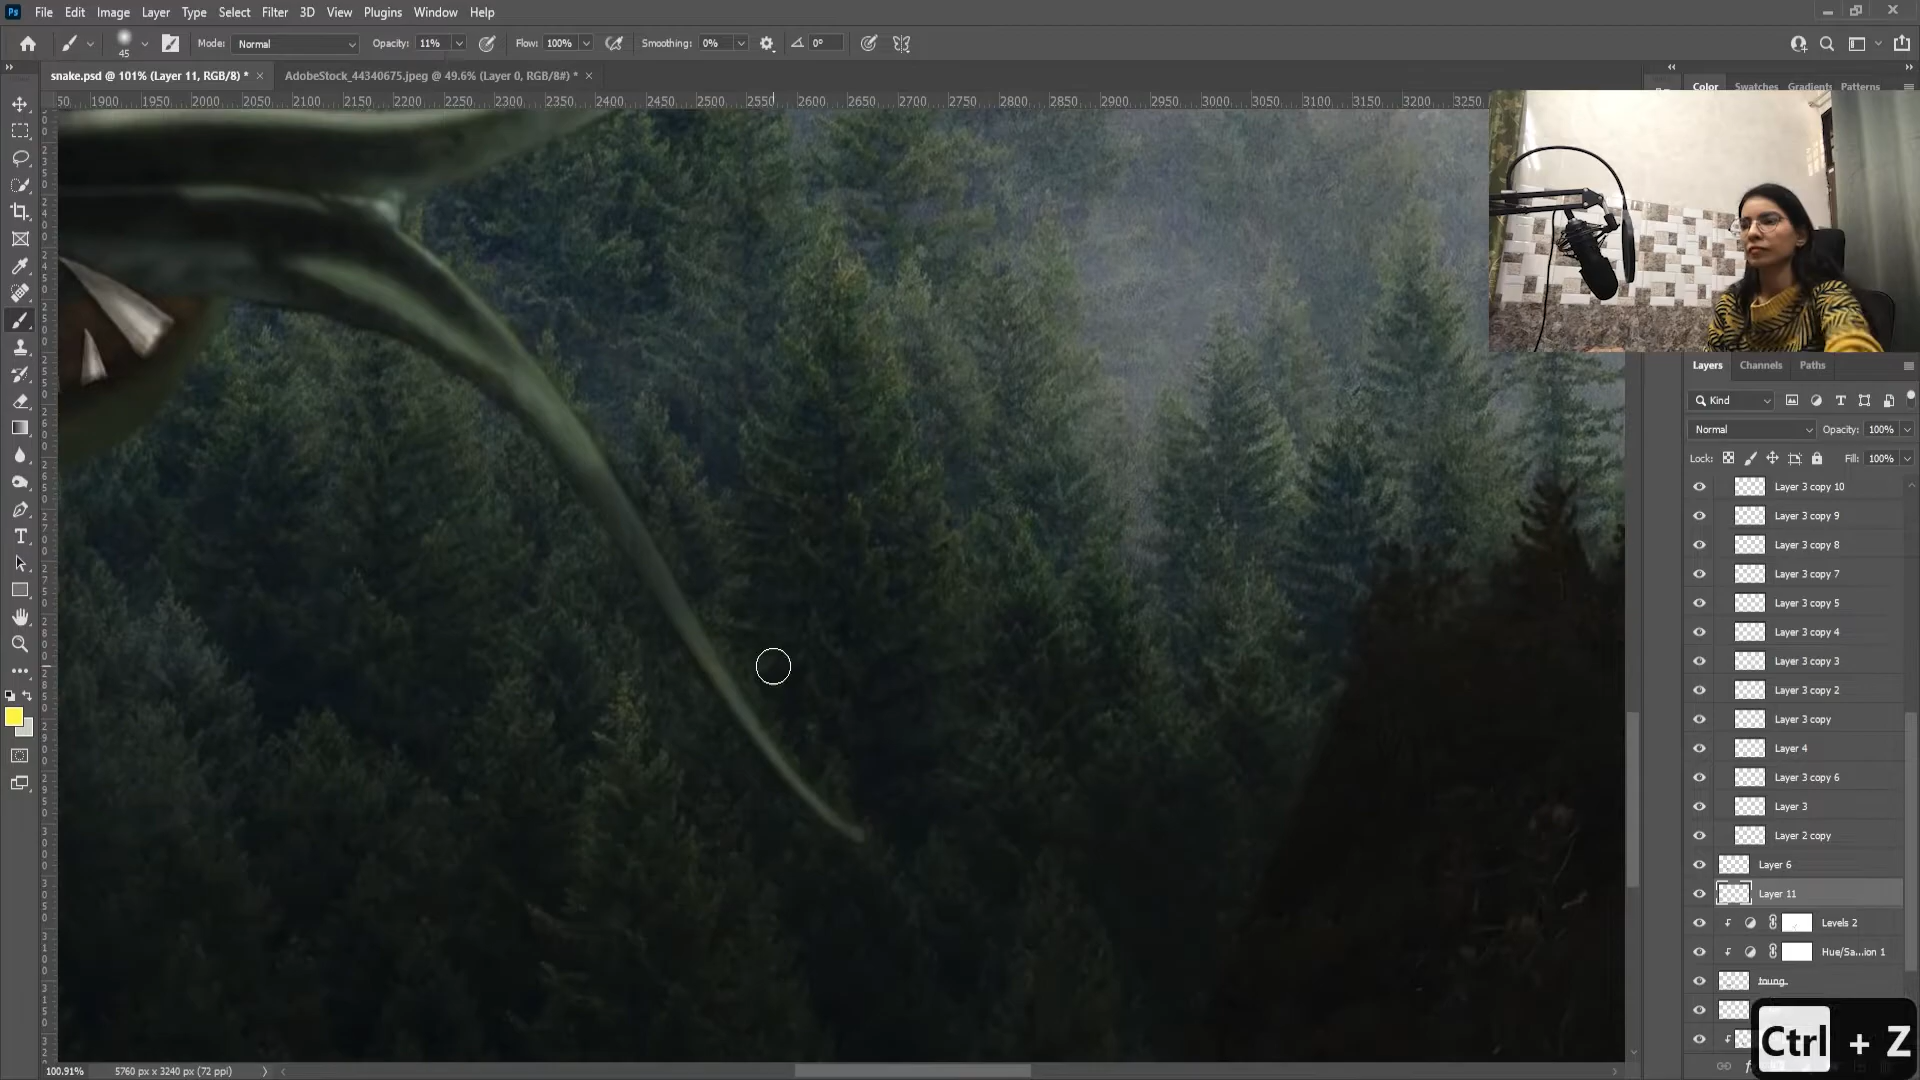 Ps File Edit Image Layer Type Select Filter 3D View Plugins Window Help
45 Mode: Normal Opacity: 11% Flow: 100% Smoothing: 0% 0°
snake.psd @ 101% (Layer 11, RGB/8) * × AdobeStock_44340675.jpeg @ 49.6% (Layer 0, RGB/8#) * ×
50 1900 1950 2000 2050 2100 2150 2200 2250 2300 2350 2400 2450 2500 2550 2600 2650 2700 2750 2800 2850 2900 2950 3000 3050 3100 3150 3200 3250
Color Swatches Gradients Patterns
Layers Channels Paths
Kind
Normal Opacity: 100%
Lock: Fill: 100%
Layer 3 copy 10
Layer 3 copy 9
Layer 3 copy 8
Layer 3 copy 7
Layer 3 copy 5
Layer 3 copy 4
Layer 3 copy 3
Layer 3 copy 2
Layer 3 copy
Layer 4
Layer 3 copy 6
Layer 3
Layer 2 copy
Layer 6
Layer 11
Levels 2
Hue/Sa...ion 1
toung
Ctrl + Z
100.91% 5760 px x 3240 px (72 ppi)